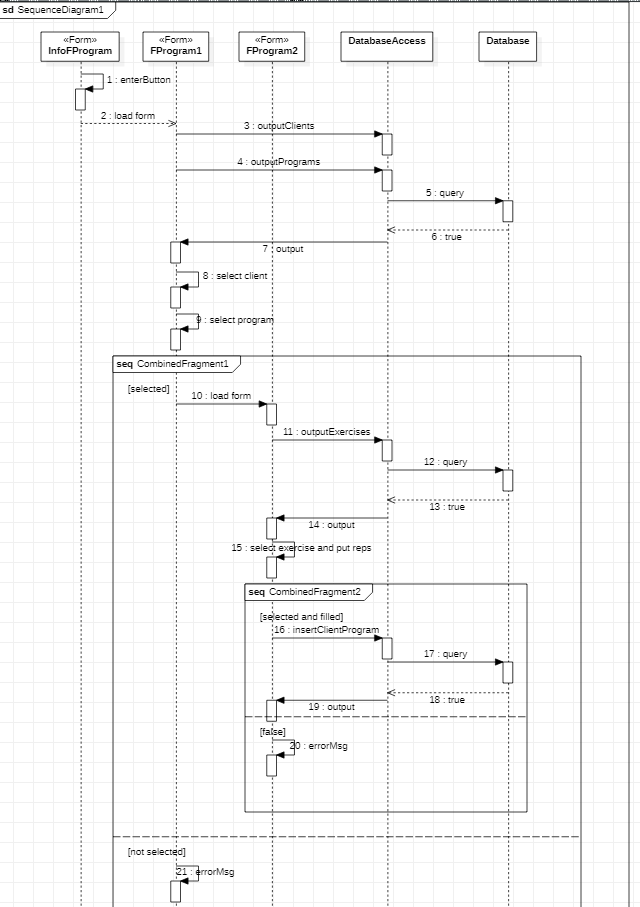 sd SequenceDiagram1
«Form»
InfoFProgram
«Form»
FProgram1
«Form»
FProgram2
DatabaseAccess
Database
1 : enterButton
2 : load form
3 : outputClients
4 : outputPrograms
5 : query
6 : true
7 : output
8 : select client
9 : select program
seq CombinedFragment1
[selected]
10 : load form
11 : outputExercises
12 : query
13 : true
14 : output
15 : select exercise and put reps
seq CombinedFragment2
[selected and filled]
16 : insertClientProgram
17 : query
18 : true
19 : output
[false]
20 : errorMsg
[not selected]
21 : errorMsg